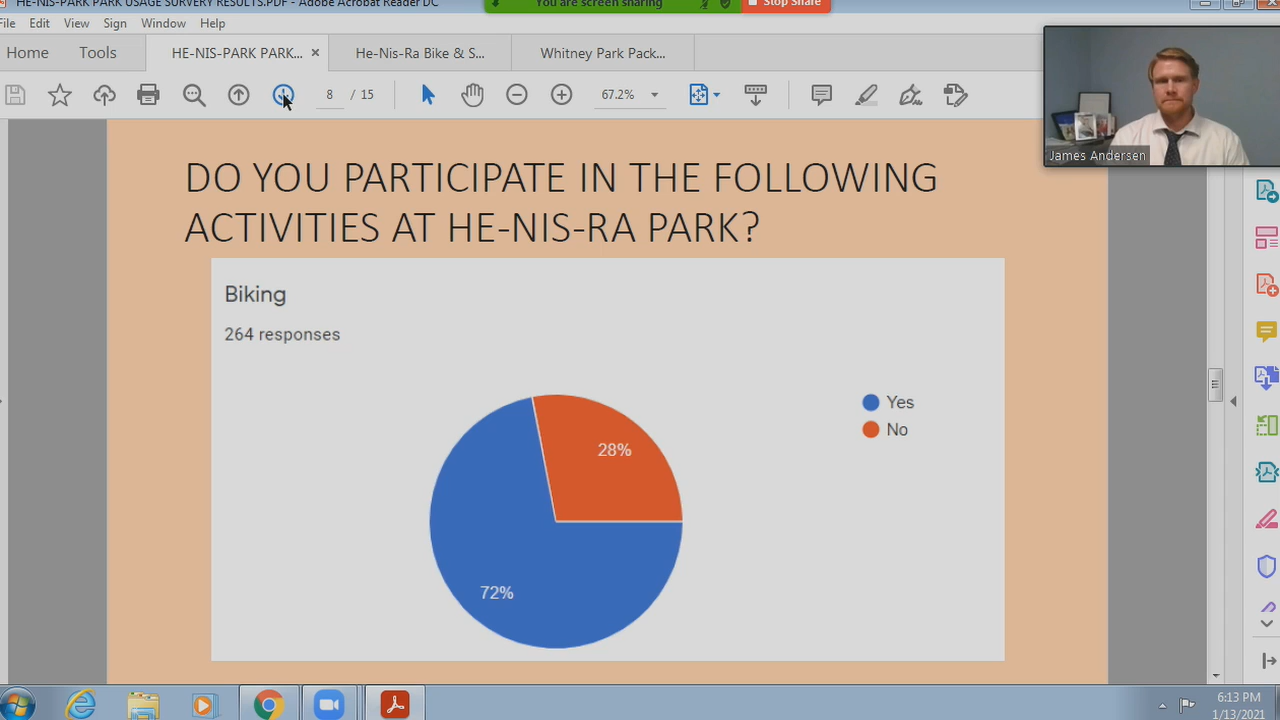 HE-NIS-PARK PARK USAGE SURVERY RESULTS.PDF - Adobe Acrobat Reader DC
You are screen sharing
Stop Share
File Edit View Sign Window Help
Home Tools HE-NIS-PARK PARK... × He-Nis-Ra Bike & S... Whitney Park Pack...
8 / 15 67.2%
James Andersen
DO YOU PARTICIPATE IN THE FOLLOWING
ACTIVITIES AT HE-NIS-RA PARK?
Biking
264 responses
Yes
No
28%
72%
6:13 PM
1/13/2021